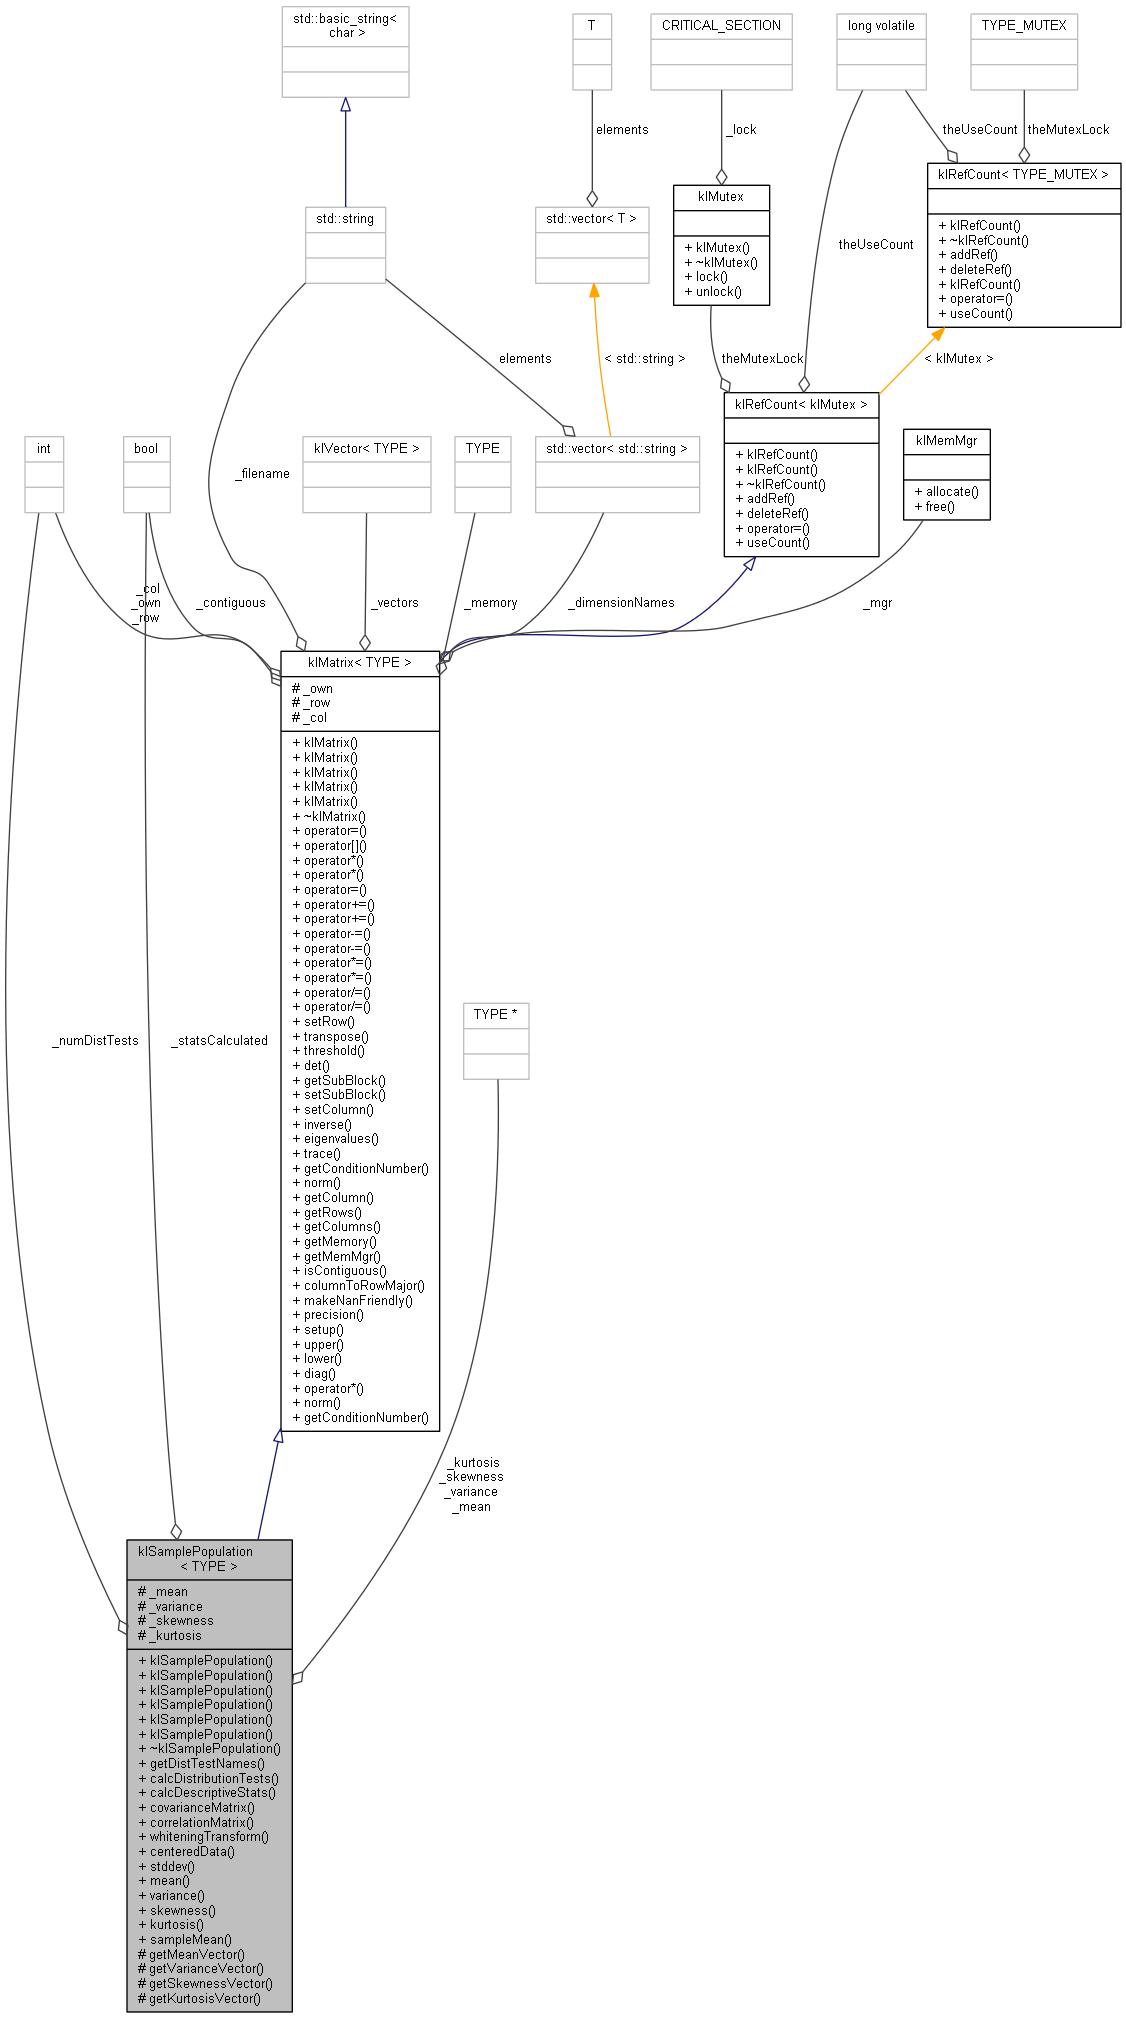 std::basic_string<
char >
T
CRITICAL_SECTION
long volatile
TYPE_MUTEX
elements
_lock
theUseCount
theMutexLock
klRefCount< TYPE_MUTEX >
+ klRefCount()
+ ~klRefCount()
+ addRef()
+ deleteRef()
+ klRefCount()
+ operator=()
+ useCount()
klMutex
+ klMutex()
+ ~klMutex()
+ lock()
+ unlock()
std::string
std::vector< T >
theUseCount
elements
< std::string >
theMutexLock
< klMutex >
klRefCount< klMutex >
+ klRefCount()
+ klRefCount()
+ ~klRefCount()
+ addRef()
+ deleteRef()
+ operator=()
+ useCount()
int
bool
_filename
klVector< TYPE >
TYPE
std::vector< std::string >
klMemMgr
+ allocate()
+ free()
_col
_own
_row
_contiguous
_vectors
_memory
_dimensionNames
_mgr
klMatrix< TYPE >
# _own
# _row
# _col
+ klMatrix()
+ klMatrix()
+ klMatrix()
+ klMatrix()
+ klMatrix()
+ ~klMatrix()
+ operator=()
+ operator[]()
+ operator*()
+ operator*()
+ operator=()
+ operator+=()
+ operator+=()
+ operator-=()
+ operator-=()
+ operator*=()
+ operator*=()
+ operator/=()
+ operator/=()
+ setRow()
+ transpose()
+ threshold()
+ det()
+ getSubBlock()
+ setSubBlock()
+ setColumn()
+ inverse()
+ eigenvalues()
+ trace()
+ getConditionNumber()
+ norm()
+ getColumn()
+ getRows()
+ getColumns()
+ getMemory()
+ getMemMgr()
+ isContiguous()
+ columnToRowMajor()
+ makeNanFriendly()
+ precision()
+ setup()
+ upper()
+ lower()
+ diag()
+ operator*()
+ norm()
+ getConditionNumber()
TYPE *
_numDistTests
_statsCalculated
_kurtosis
_skewness
_variance
_mean
klSamplePopulation
< TYPE >
# _mean
# _variance
# _skewness
# _kurtosis
+ klSamplePopulation()
+ klSamplePopulation()
+ klSamplePopulation()
+ klSamplePopulation()
+ klSamplePopulation()
+ klSamplePopulation()
+ ~klSamplePopulation()
+ getDistTestNames()
+ calcDistributionTests()
+ calcDescriptiveStats()
+ covarianceMatrix()
+ correlationMatrix()
+ whiteningTransform()
+ centeredData()
+ stddev()
+ mean()
+ variance()
+ skewness()
+ kurtosis()
+ sampleMean()
# getMeanVector()
# getVarianceVector()
# getSkewnessVector()
# getKurtosisVector()